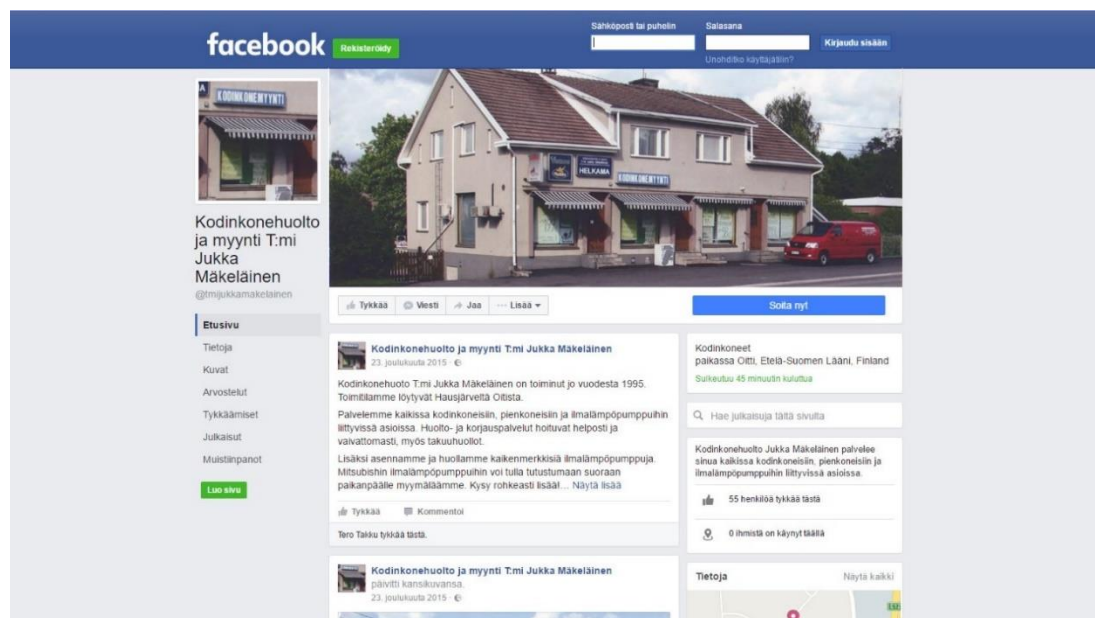 facebook
Rekisteröidy
Sähköposti tai puhelin
Salasana
Kirjaudu sisään
Unohditko käyttäjätilin?
KODINKONEMYYNTI
HELKAMA
KODINKONEMYYNTI
Kodinkonehuolto
ja myynti T:mi
Jukka
Mäkeläinen
@tmijukkamakelainen
Etusivu
Tietoja
Kuvat
Arvostelut
Tykkäämiset
Julkaisut
Muistiinpanot
Luo sivu
Tykkää
Viesti
Jaa
Lisää
Soita nyt
Kodinkonehuolto ja myynti T:mi Jukka Mäkeläinen
23. joulukuuta 2015
Kodinkonehuoto T:mi Jukka Mäkeläinen on toiminut jo vuodesta 1995.
Toimitilamme löytyvät Hausjärveltä Oitista.
Palvelemme kaikissa kodinkoneisiin, pienkoneisiin ja ilmalämpöpumppuihin
liittyvissä asioissa. Huolto- ja korjauspalvelut hoituvat helposti ja
vaivattomasti, myös takuuhuollot.
Lisäksi asennamme ja huollamme kaikenmerkkisiä ilmalämpöpumppuja.
Mitsubishin ilmalämpöpumppuihin voi tulla tutustumaan suoraan
paikanpäälle myymäläämme. Kysy rohkeasti lisää!... Näytä lisää
Tykkää
Kommentoi
Tero Takku tykkää tästä.
Kodinkonehuolto ja myynti T:mi Jukka Mäkeläinen
päivitti kansikuvansa.
23. joulukuuta 2015
Kodinkoneet
paikassa Oitti, Etelä-Suomen Lääni, Finland
Sulkeutuu 45 minuutin kuluttua
Hae julkaisuja tältä sivulta
Kodinkonehuolto Jukka Mäkeläinen palvelee
sinua kaikissa kodinkoneisiin, pienkoneisiin ja
ilmalämpöpumppuihin liittyvissä asioissa.
55 henkilöä tykkää tästä
0 ihmistä on käynyt täällä
Tietoja
Näytä kaikki